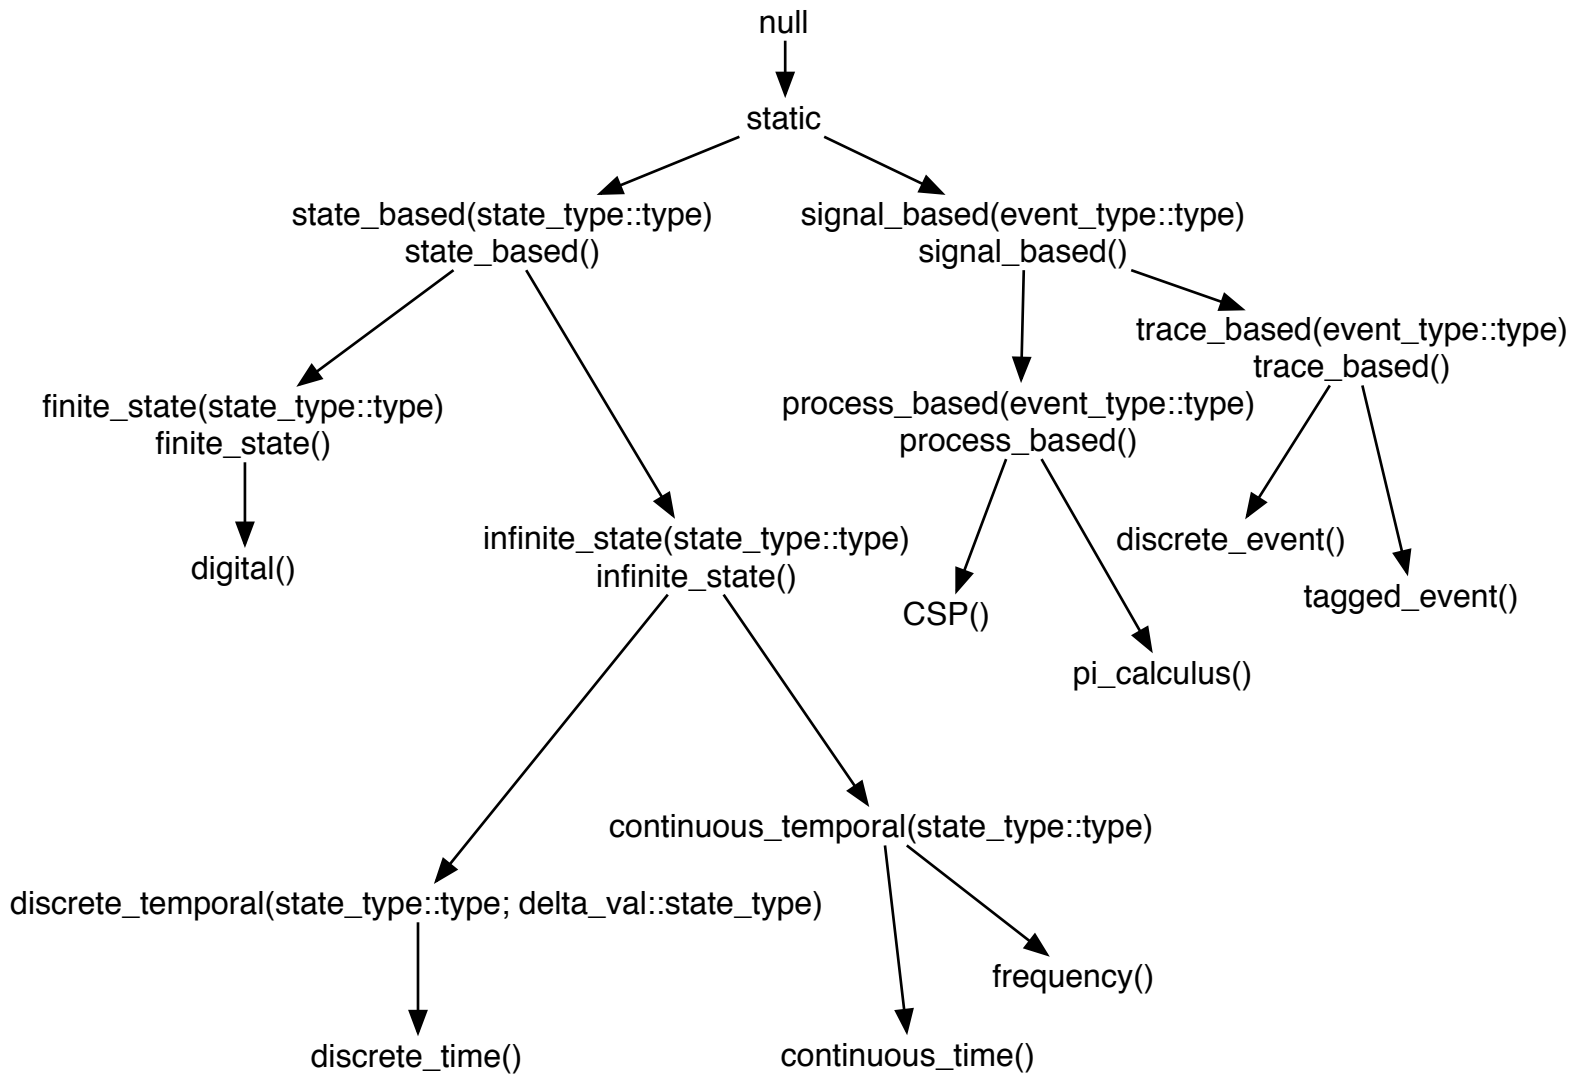 null
static
state_based(state_type::type)
state_based()
signal_based(event_type::type)
signal_based()
trace_based(event_type::type)
trace_based()
finite_state(state_type::type)
finite_state()
process_based(event_type::type)
process_based()
digital()
infinite_state(state_type::type)
infinite_state()
discrete_event()
tagged_event()
CSP()
pi_calculus()
continuous_temporal(state_type::type)
discrete_temporal(state_type::type; delta_val::state_type)
frequency()
discrete_time()
continuous_time()